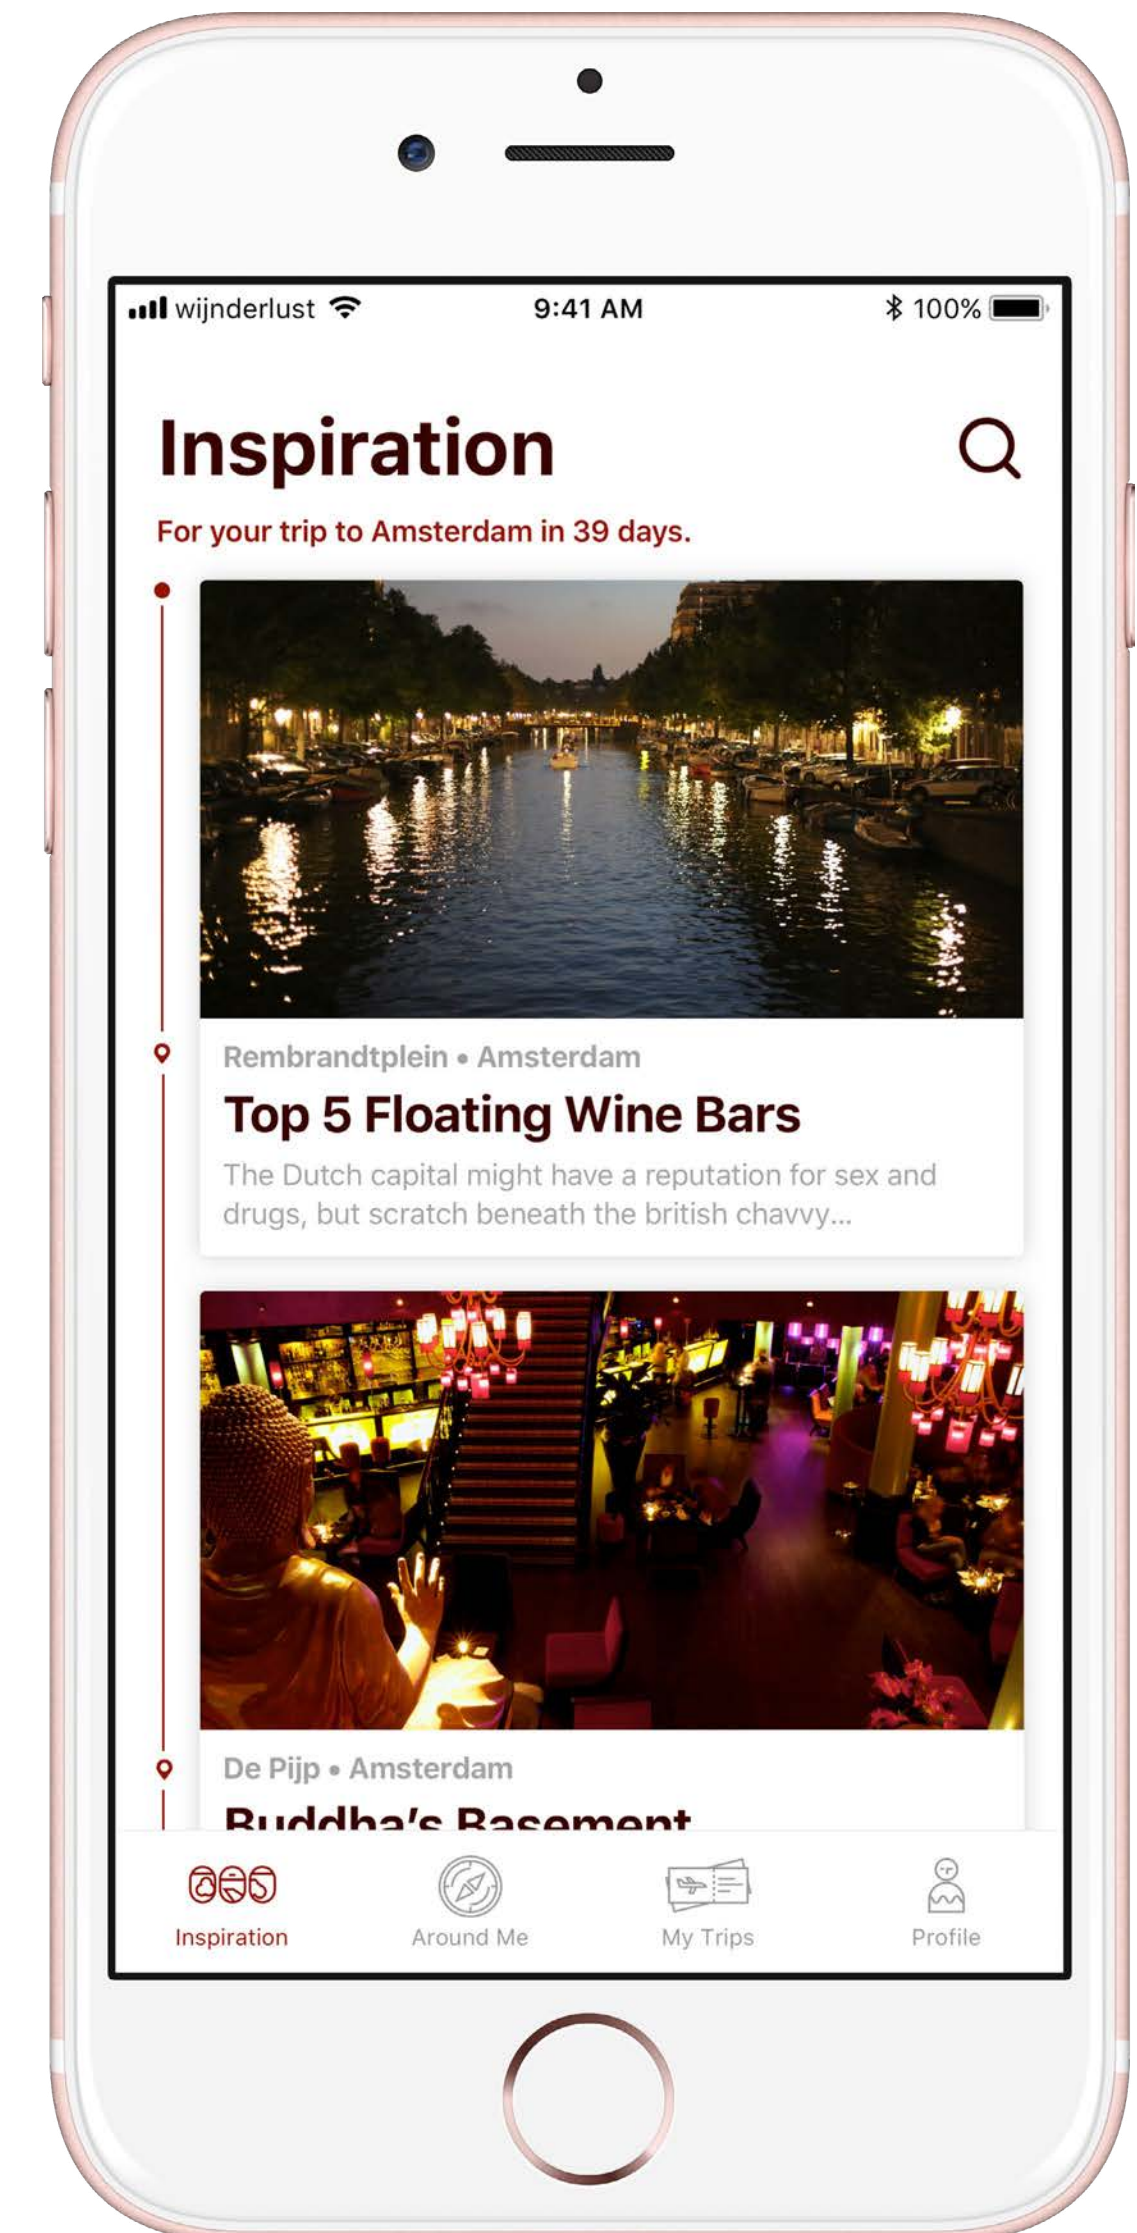 wijnderlust
9:41 AM
100%
Inspiration
For your trip to Amsterdam in 39 days.
Rembrandtplein • Amsterdam
Top 5 Floating Wine Bars
The Dutch capital might have a reputation for sex and
drugs, but scratch beneath the british chavvy...
De Pijp • Amsterdam
Buddha's Basement
Inspiration
Around Me
My Trips
Profile